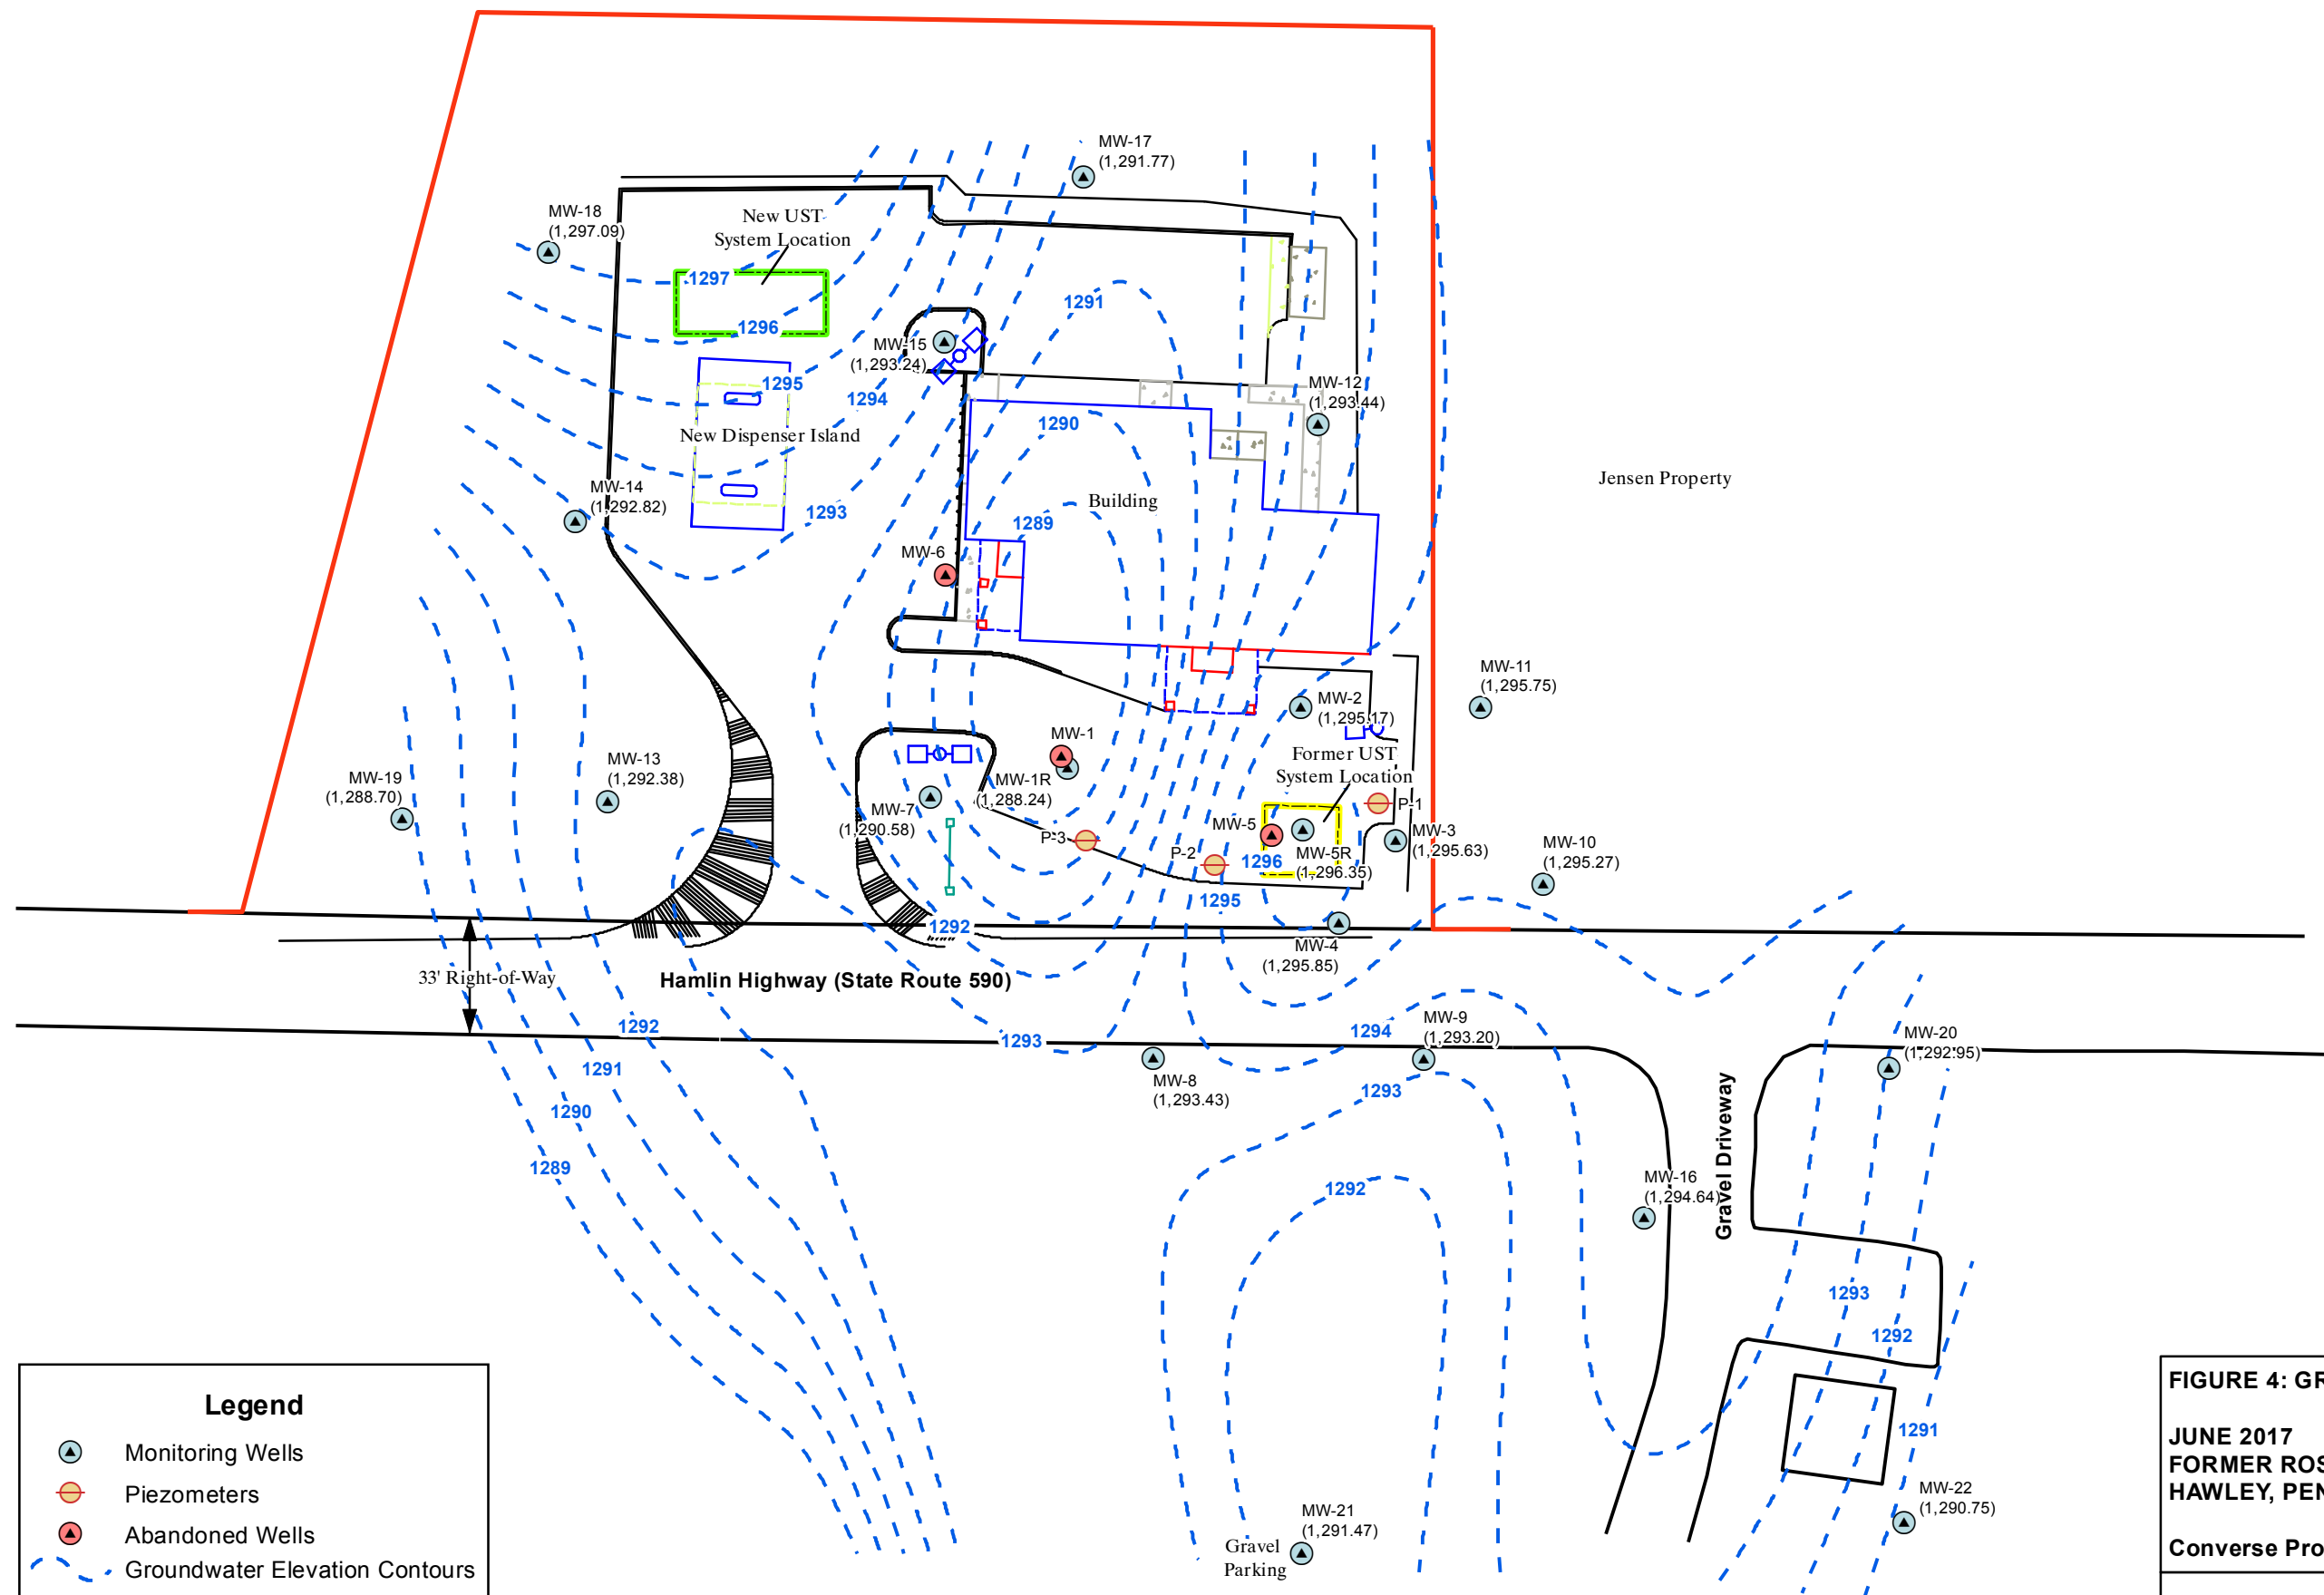 MW-17
(1,291.77)
MW-18
(1,297.09)
New UST
System Location
1297
1296
1291
MW-15
(1,293.24)
1295
1294
MW-12
(1,293.44)
1290
New Dispenser Island
Building
Jensen Property
MW-14
(1,292.82)
1293
1289
MW-6
MW-11
(1,295.75)
MW-2
(1,295.17)
MW-1
Former UST
System Location
MW-13
(1,292.38)
MW-19
(1,288.70)
MW-1R
(1,288.24)
MW-7
(1,290.58)
P-1
MW-5
P-3
P-2
MW-3
(1,295.63)
MW-10
(1,295.27)
1296
MW-5R
(1,296.35)
1295
1292
MW-4
(1,295.85)
33' Right-of-Way
Hamlin Highway (State Route 590)
1292
1293
1294
MW-9
(1,293.20)
MW-20
(1,292.95)
1291
MW-8
(1,293.43)
1293
1290
1289
1292
MW-16
(1,294.64)
Gravel Driveway
1293
1292
1291
MW-22
(1,290.75)
MW-21
(1,291.47)
Gravel
Parking
Legend
Monitoring Wells
Piezometers
Abandoned Wells
Groundwater Elevation Contours
FIGURE 4: GR
JUNE 2017
FORMER ROS
HAWLEY, PEN
Converse Pro